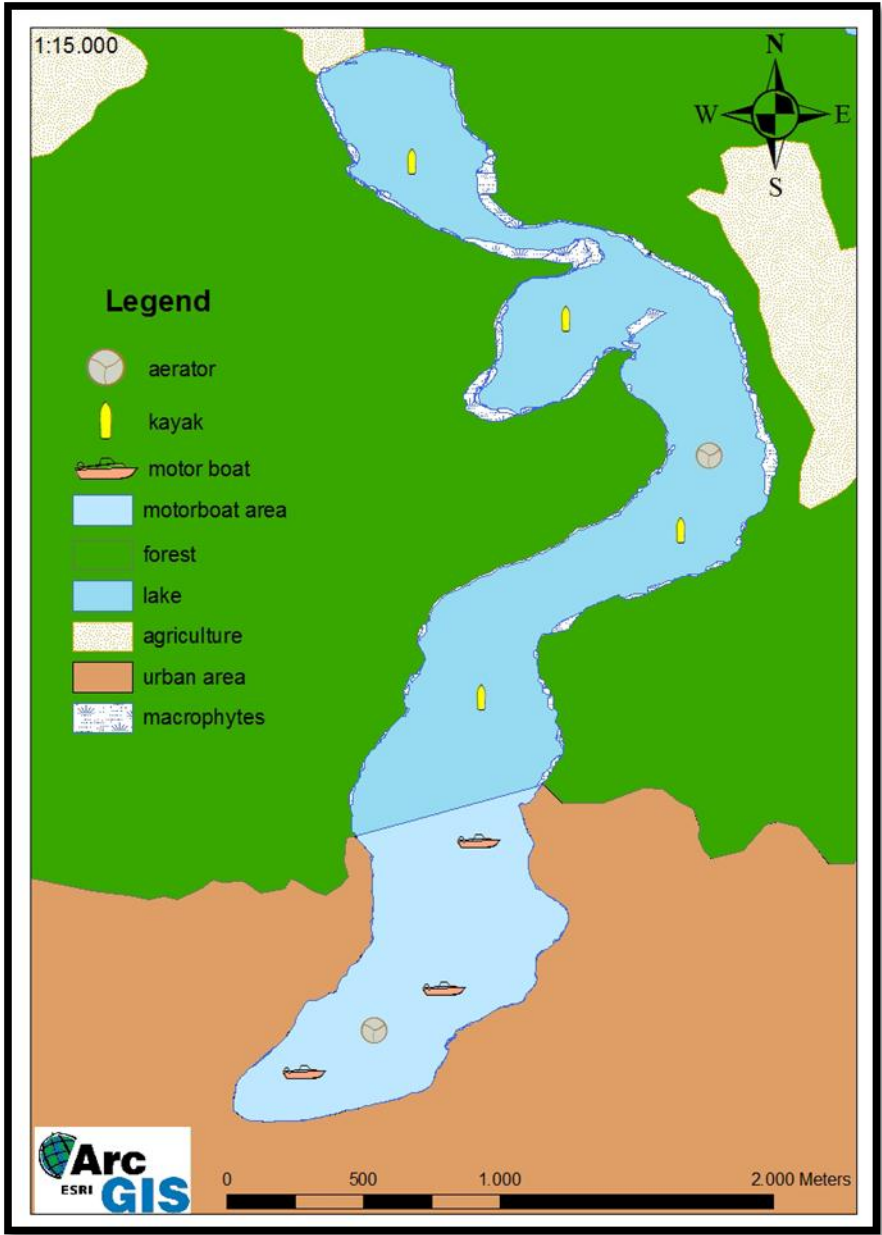 1:15.000
N
W
E
S
Legend
aerator
kayak
motor boat
motorboat area
forest
lake
agriculture
urban area
macrophytes
Arc
ESRI GIS
0 500 1.000 2.000 Meters